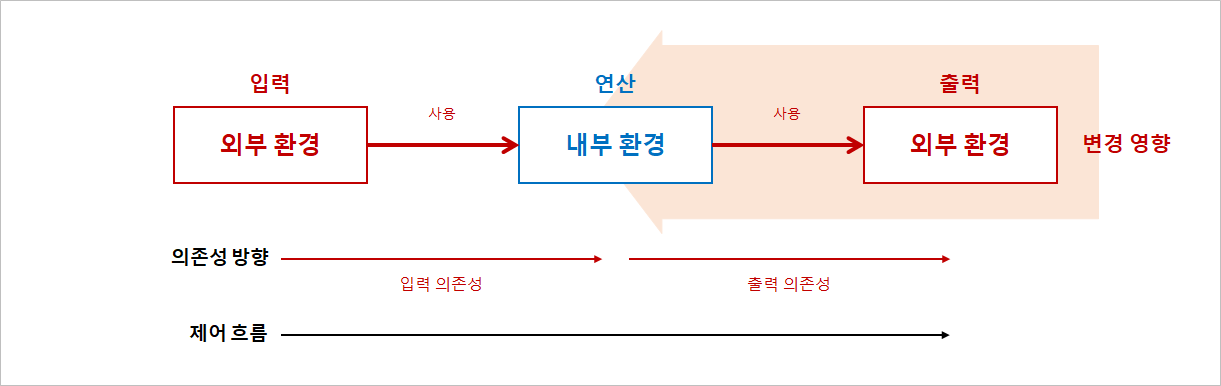 입력
연산
출력
외부 환경
사용
내부 환경
사용
외부 환경
변경 영향
의존성 방향
입력 의존성
출력 의존성
제어 흐름